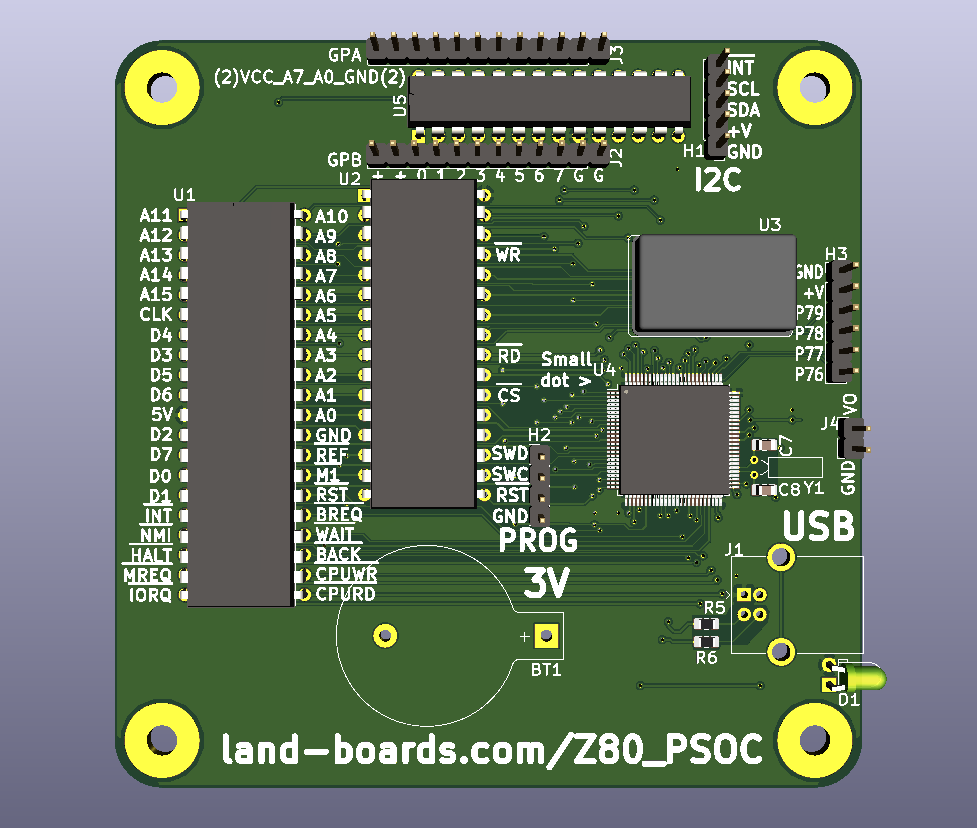 GPA
J3
(2)VCC_A7_A0_GND(2)
U5
INT
SCL
SDA
+V
GND
H1
I2C
GPB
J2
+ + 0 1 2 3 4 5 6 7 G G
U2
U1
A11
A12
A13
A14
A15
CLK
D4
D3
D5
D6
5V
D2
D7
D0
D1
INT
NMI
HALT
MREQ
IORQ
A10
A9
A8
A7
A6
A5
A4
A3
A2
A1
A0
GND
REF
M1
RST
BREQ
WAIT
BACK
CPUWR
CPURD
WR
RD
CS
U3
H3
GND
+V
P79
P78
P77
P76
Small
dot >
U4
J4
VO
GND
H2
SWD
SWC
RST
GND
PROG
C7
C8
Y1
USB
J1
3V
+
BT1
R5
R6
D1
land-boards.com/Z80_PSOC